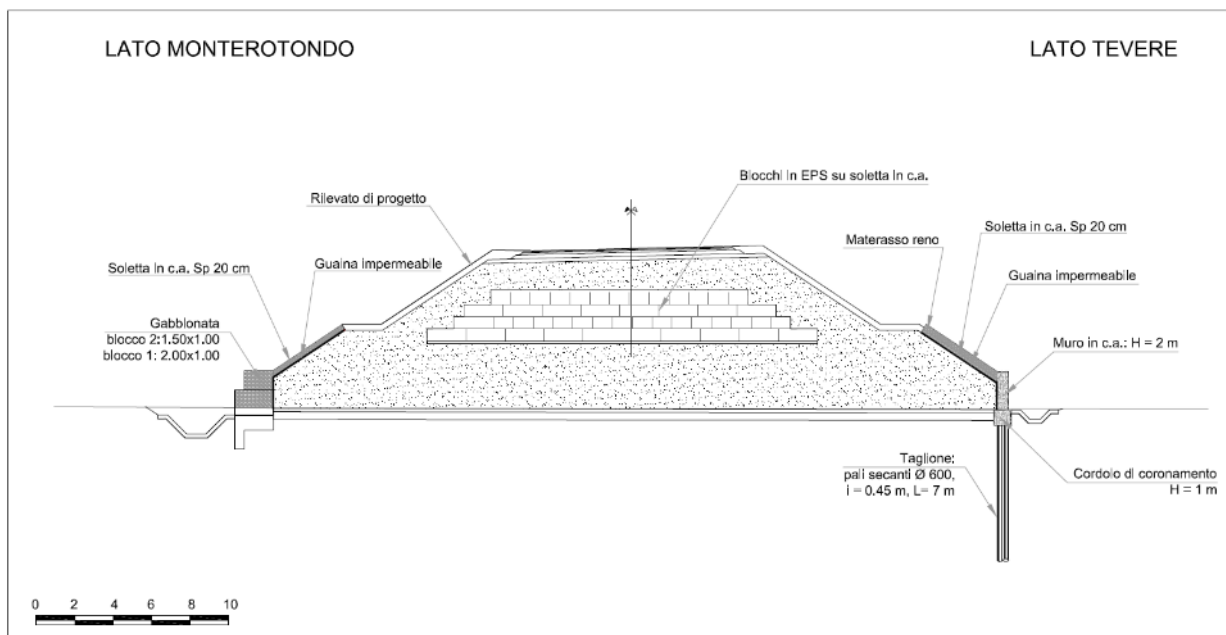 LATO MONTEROTONDO
LATO TEVERE
Blocchi in EPS su soletta in c.a.
Rilevato di progetto
Soletta in c.a. Sp 20 cm
Materasso reno
Soletta in c.a. Sp 20 cm
Guaina impermeabile
Guaina impermeabile
Gabbionata
blocco 2:1.50x1.00
blocco 1: 2.00x1.00
Muro in c.a.: H = 2 m
Taglione:
pali secanti Ø 600,
i = 0.45 m, L= 7 m
Cordolo di coronamento
H = 1 m
0 2 4 6 8 10